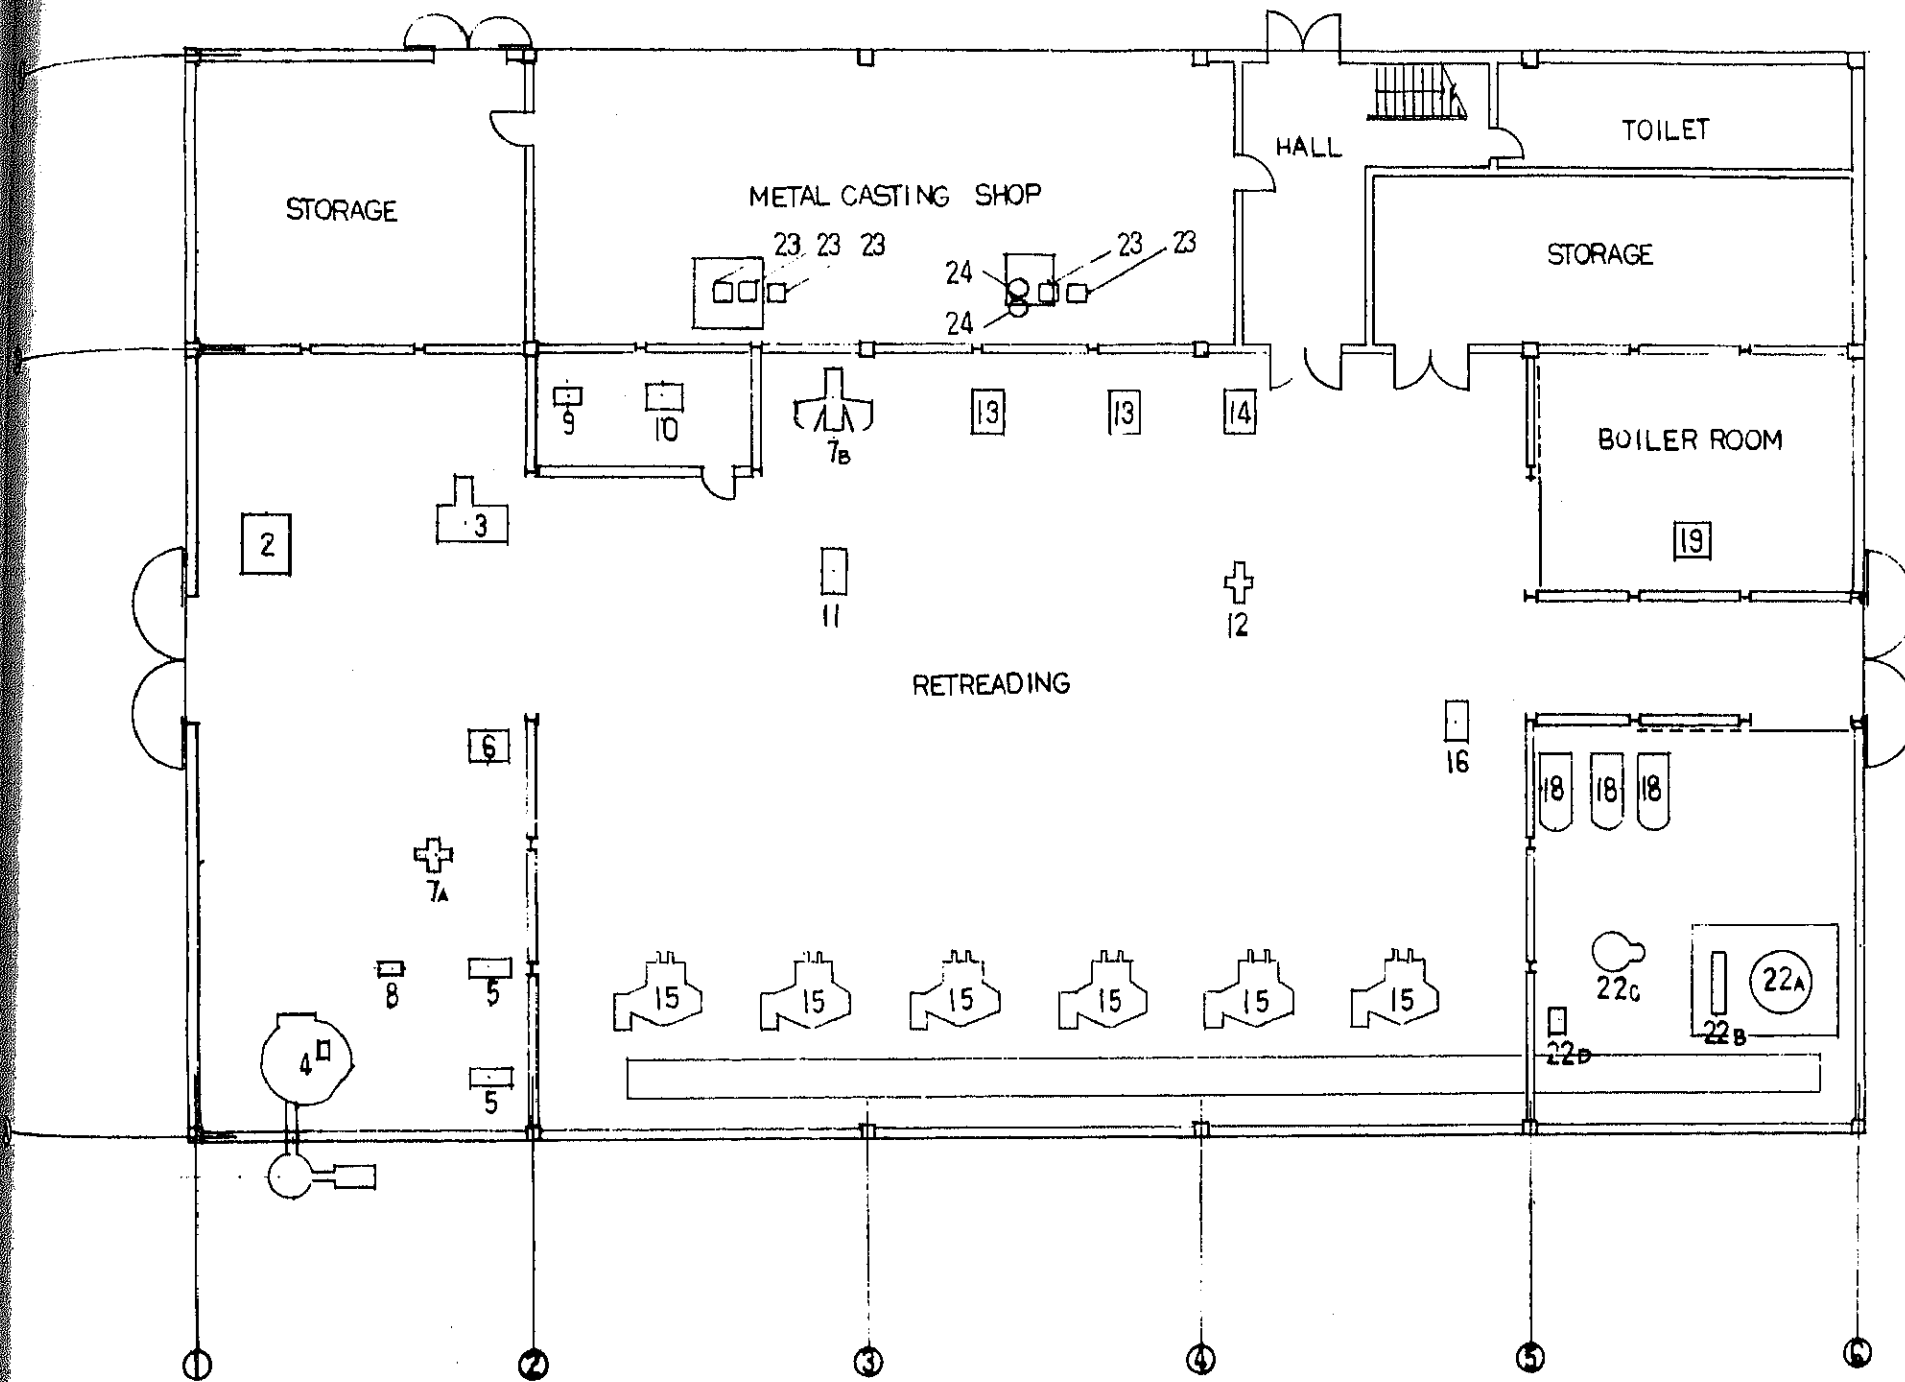 TOILET
HALL
STORAGE
METAL CASTING SHOP
23 23 23
23 23
STORAGE
24
24
9
10
7B
13
13
14
BOILER ROOM
2
3
19
11
12
RETREADING
6
16
18 18 18
7A
8
5
15 15 15 15 15 15
22C
22A
22B
22D
4
5
1 2 3 4 5 6